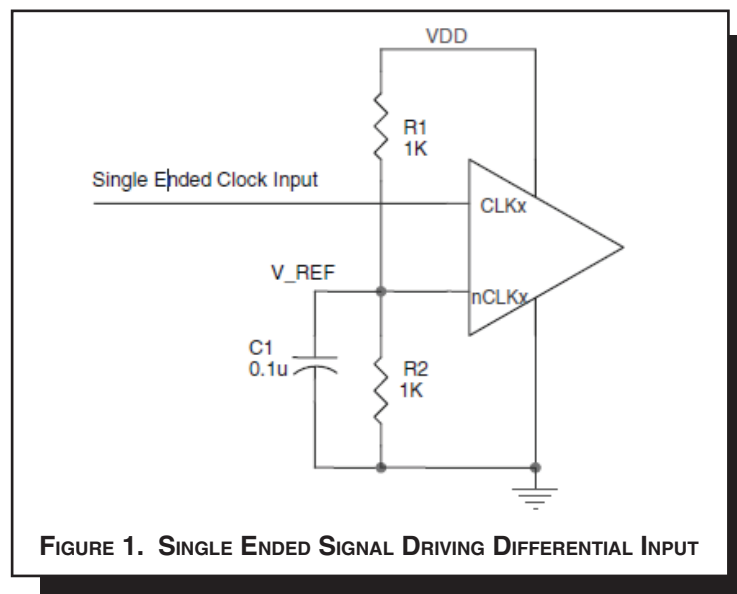 VDD
R1
1K
Single Ended Clock Input
CLKx
V_REF
nCLKx
C1
0.1u
R2
1K
FIGURE 1. SINGLE ENDED SIGNAL DRIVING DIFFERENTIAL INPUT